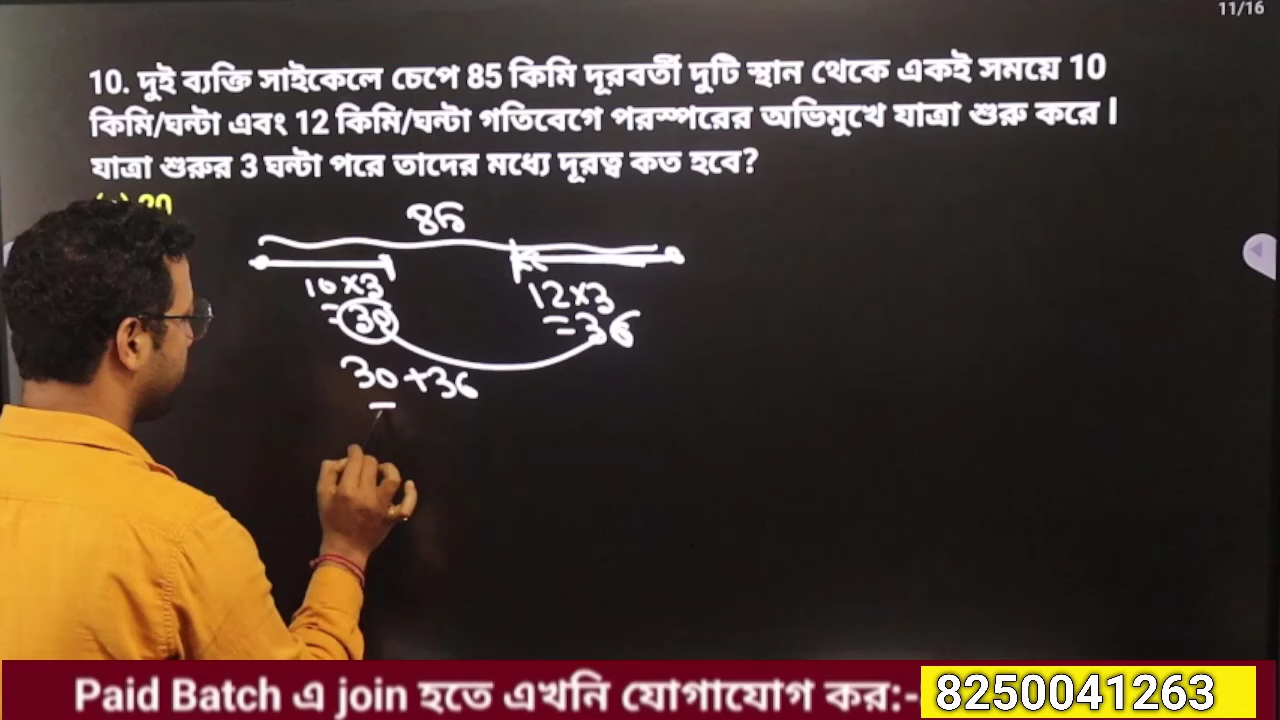 11/16
10. দুই ব্যক্তি সাইকেলে চেপে 85 কিমি দূরবর্তী দুটি স্থান থেকে একই সময়ে 10
কিমি/ঘন্টা এবং 12 কিমি/ঘন্টা গতিবেগে পরস্পরের অভিমুখে যাত্রা শুরু করে |
যাত্রা শুরুর 3 ঘন্টা পরে তাদের মধ্যে দূরত্ব কত হবে?
20
85
10 x 3
= 30
12 x 3
= 36
30 + 36
Paid Batch এ join হতে এখনি যোগাযোগ কর:- 8250041263